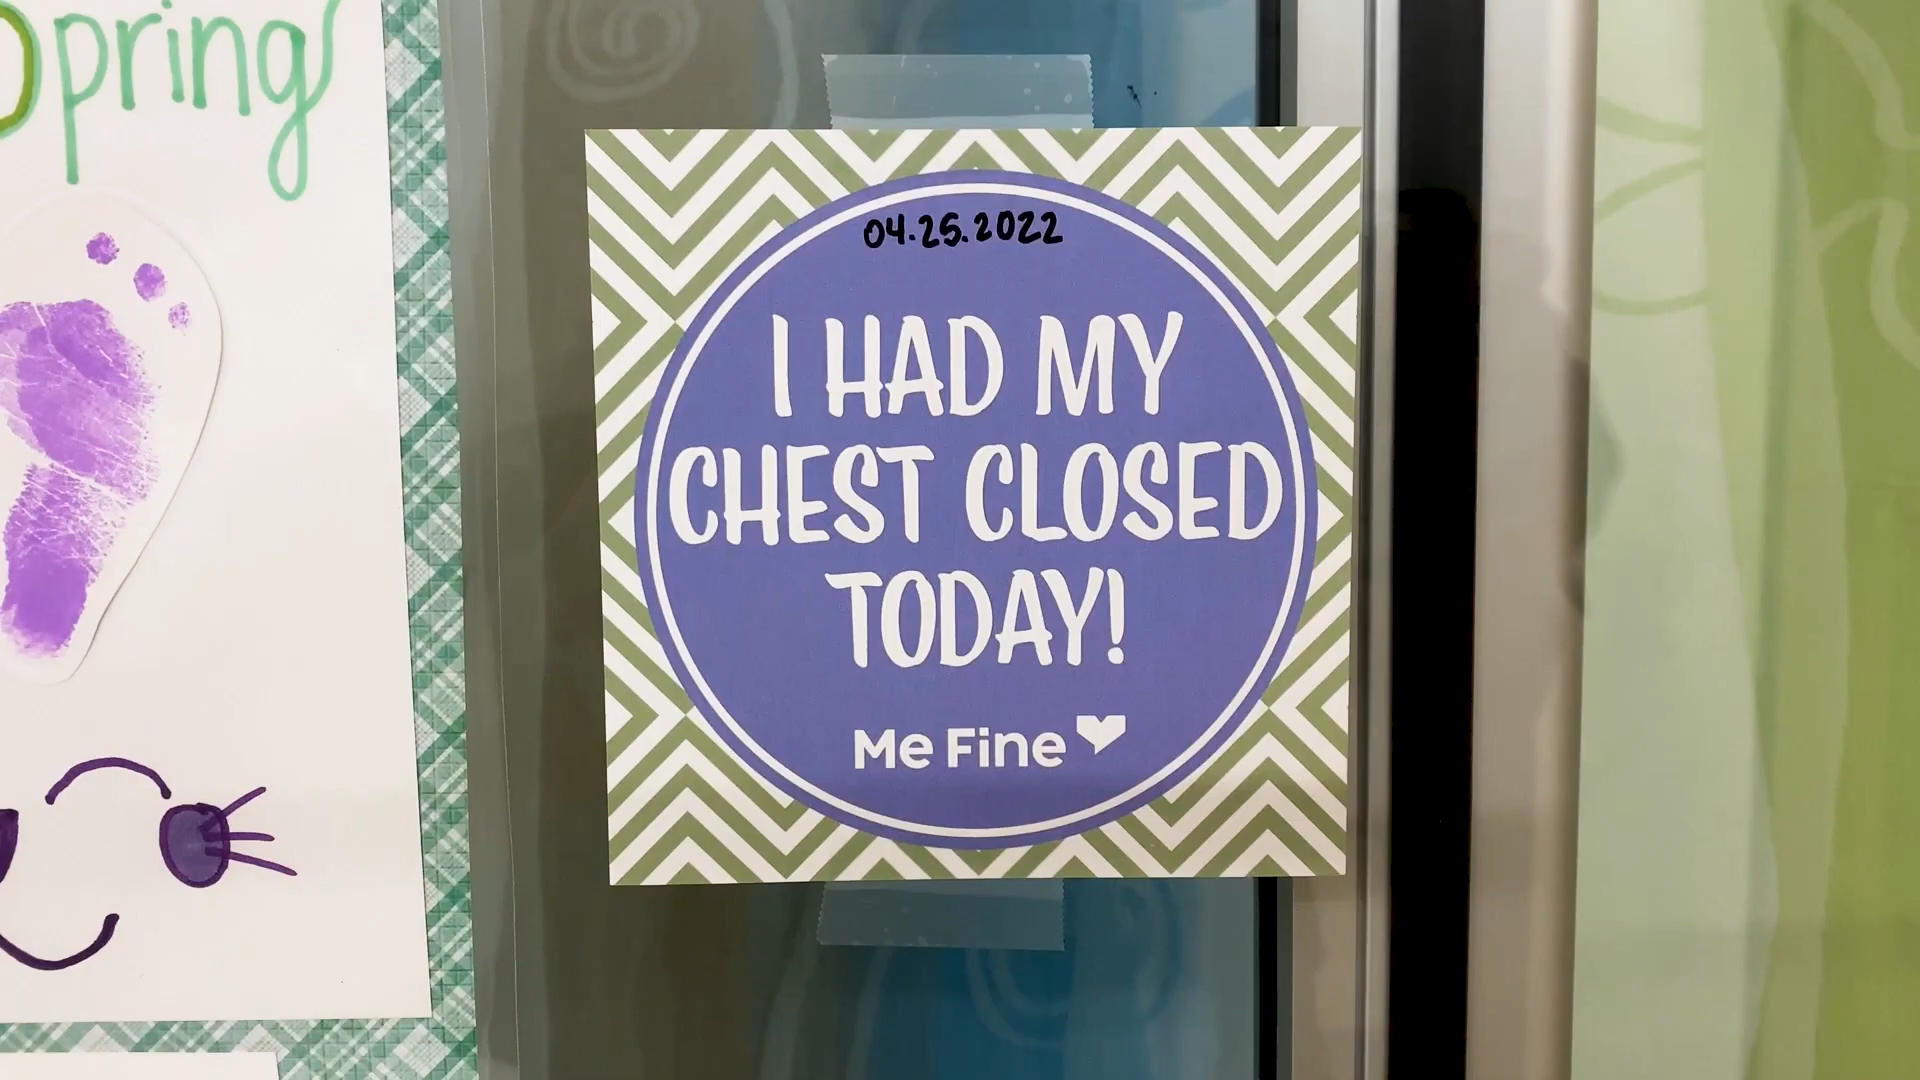 Spring
04.25.2022
I HAD MY
CHEST CLOSED
TODAY!
Me Fine